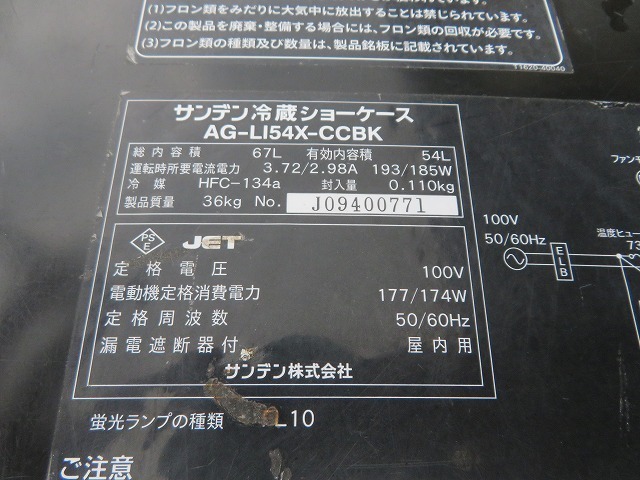 (1)フロン類をみだりに大気中に放出することは禁じられています。
(2)この製品を廃棄・整備する場合には、フロン類の回収が必要です。
(3)フロン類の種類及び数量は、製品銘板に記載されています。
11620-40040
サンデン冷蔵ショーケース
AG-LI54X-CCBK
総内容積 67L 有効内容積 54L
運転時所要電流電力 3.72/2.98A 193/185W
冷媒 HFC-134a 封入量 0.110kg
製品質量 36kg No. J09400771
PSE JET
定格電圧 100V
電動機定格消費電力 177/174W
定格周波数 50/60Hz
漏電遮断器付 屋内用
サンデン株式会社
蛍光ランプの種類 L10
ご注意
ファンモ
100V
50/60Hz
ELB
温度ヒュー
73